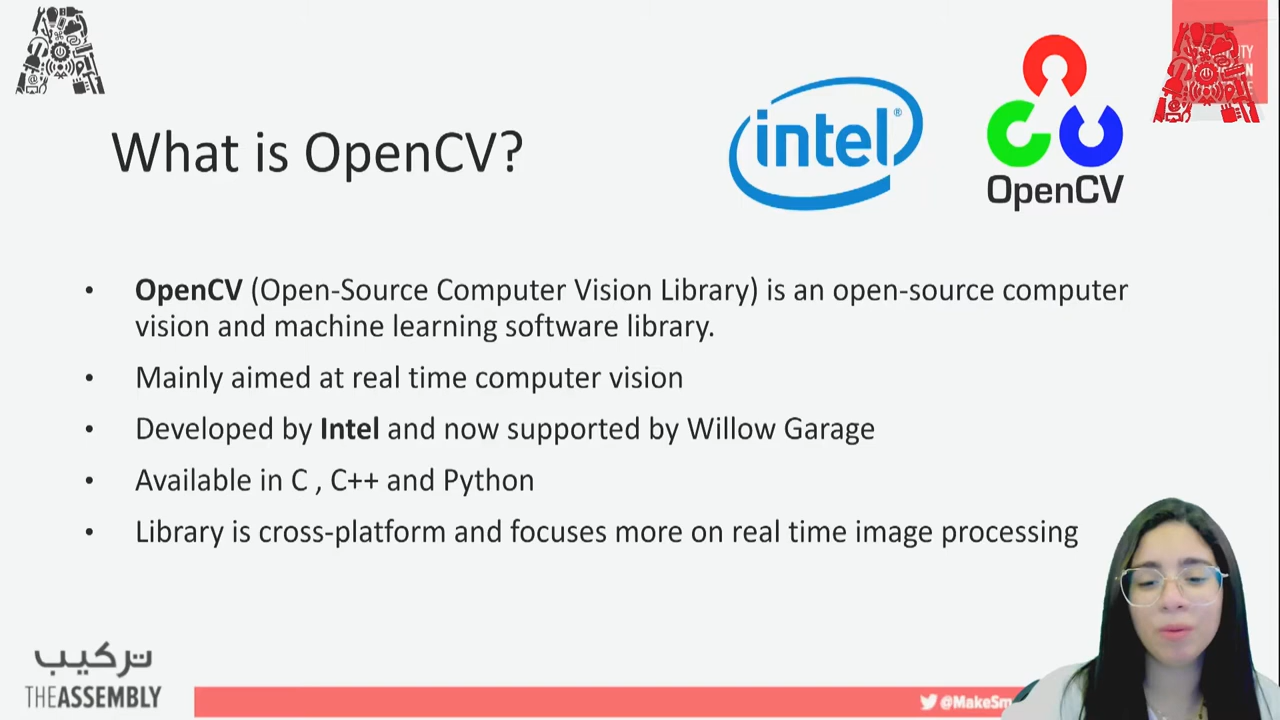 What is OpenCV?
intel®
OpenCV
• OpenCV (Open-Source Computer Vision Library) is an open-source computer
vision and machine learning software library.
• Mainly aimed at real time computer vision
• Developed by Intel and now supported by Willow Garage
• Available in C , C++ and Python
• Library is cross-platform and focuses more on real time image processing
تركيب
THEASSEMBLY
@MakeSm